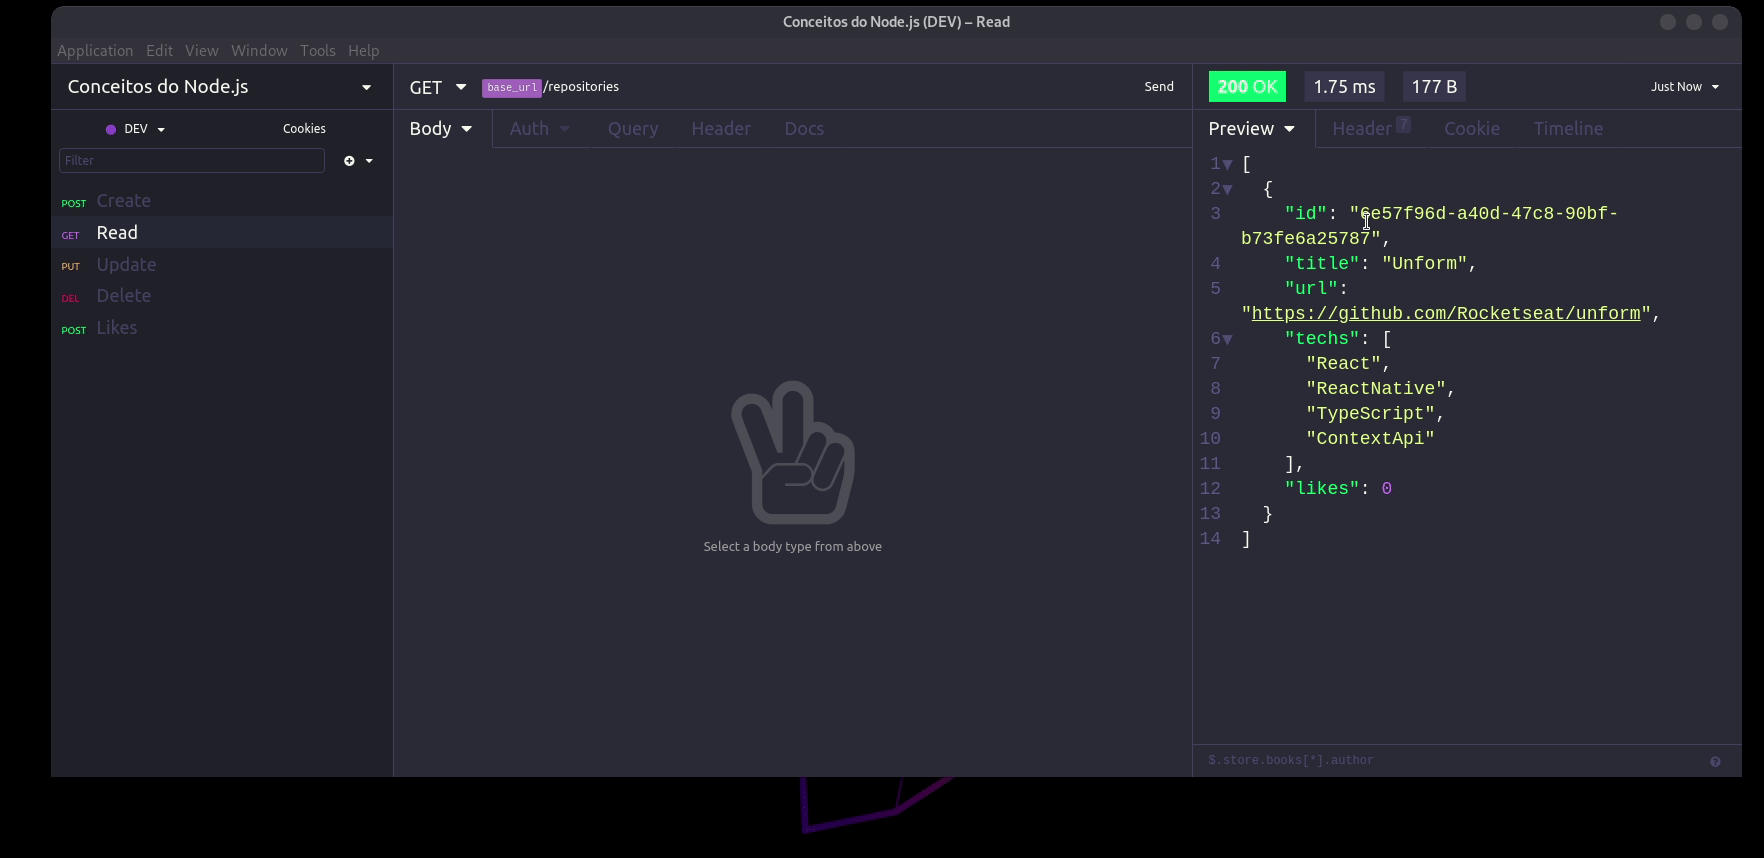 Conceitos do Node.js (DEV) – Read
Application Edit View Window Tools Help
Conceitos do Node.js
DEV Cookies
Filter
POST Create
GET Read
PUT Update
DEL Delete
POST Likes
GET base_url/repositories Send
Body Auth Query Header Docs
Select a body type from above
200 OK 1.75 ms 177 B Just Now
Preview Header 7 Cookie Timeline
1 [
2 {
3 "id": "6e57f96d-a40d-47c8-90bf-
b73fe6a25787",
4 "title": "Unform",
5 "url":
"https://github.com/Rocketseat/unform",
6 "techs": [
7 "React",
8 "ReactNative",
9 "TypeScript",
10 "ContextApi"
11 ],
12 "likes": 0
13 }
14 ]
$.store.books[*].author